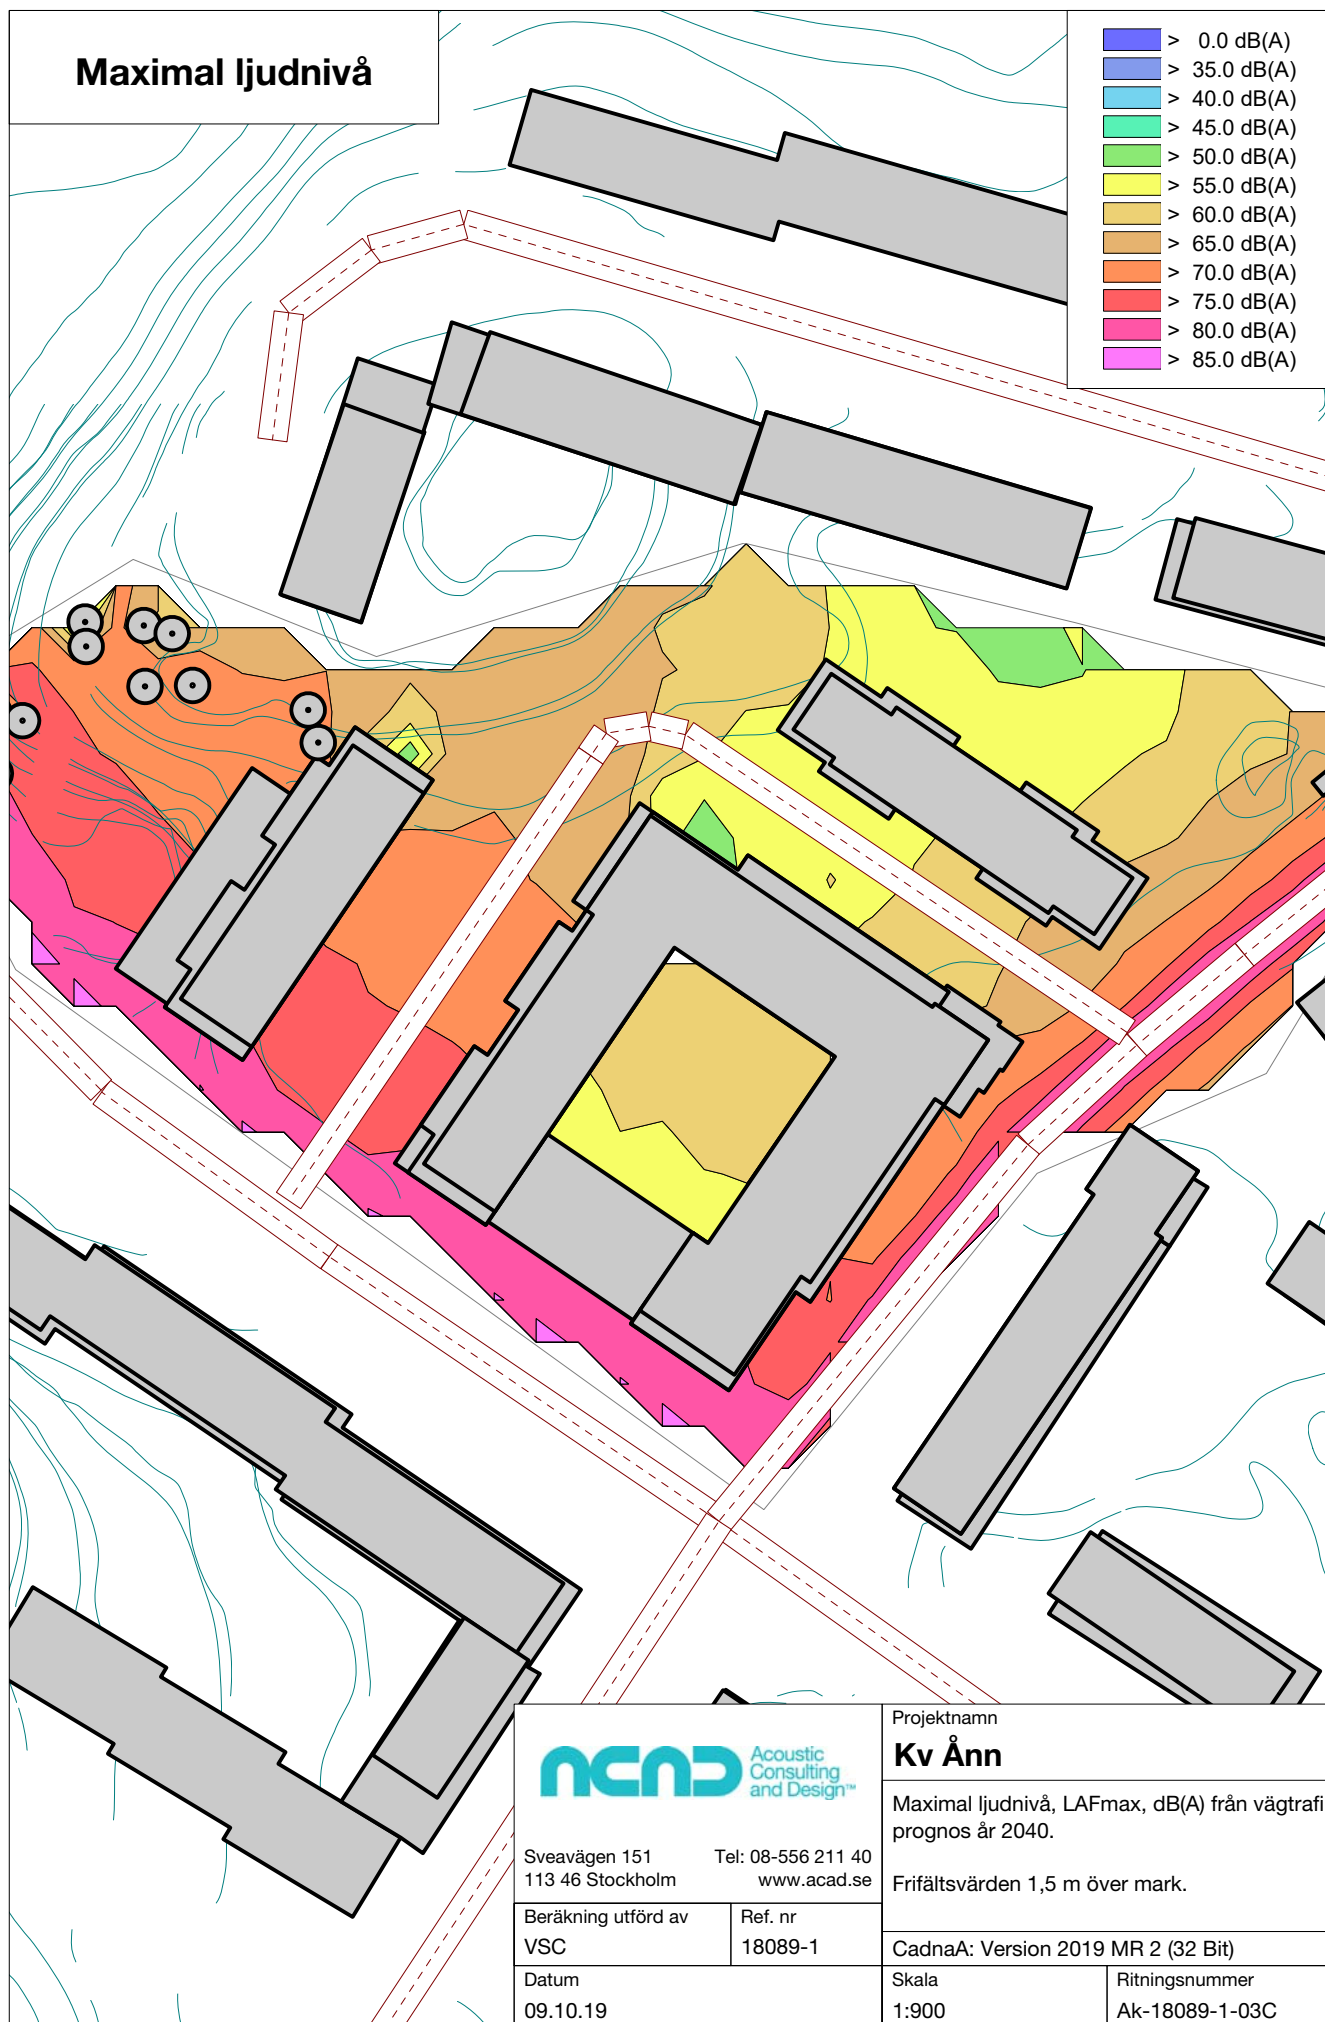 Maximal ljudnivå
> 0.0 dB(A)
> 35.0 dB(A)
> 40.0 dB(A)
> 45.0 dB(A)
> 50.0 dB(A)
> 55.0 dB(A)
> 60.0 dB(A)
> 65.0 dB(A)
> 70.0 dB(A)
> 75.0 dB(A)
> 80.0 dB(A)
> 85.0 dB(A)
ACAD
Acoustic
Consulting
and Design™
Sveavägen 151
113 46 Stockholm
Tel: 08-556 211 40
www.acad.se
Beräkning utförd av
VSC
Ref. nr
18089-1
Datum
09.10.19
Projektnamn
Kv Ånn
Maximal ljudnivå, LAFmax, dB(A) från vägtrafi
prognos år 2040.
Frifältsvärden 1,5 m över mark.
CadnaA: Version 2019 MR 2 (32 Bit)
Skala
1:900
Ritningsnummer
Ak-18089-1-03C